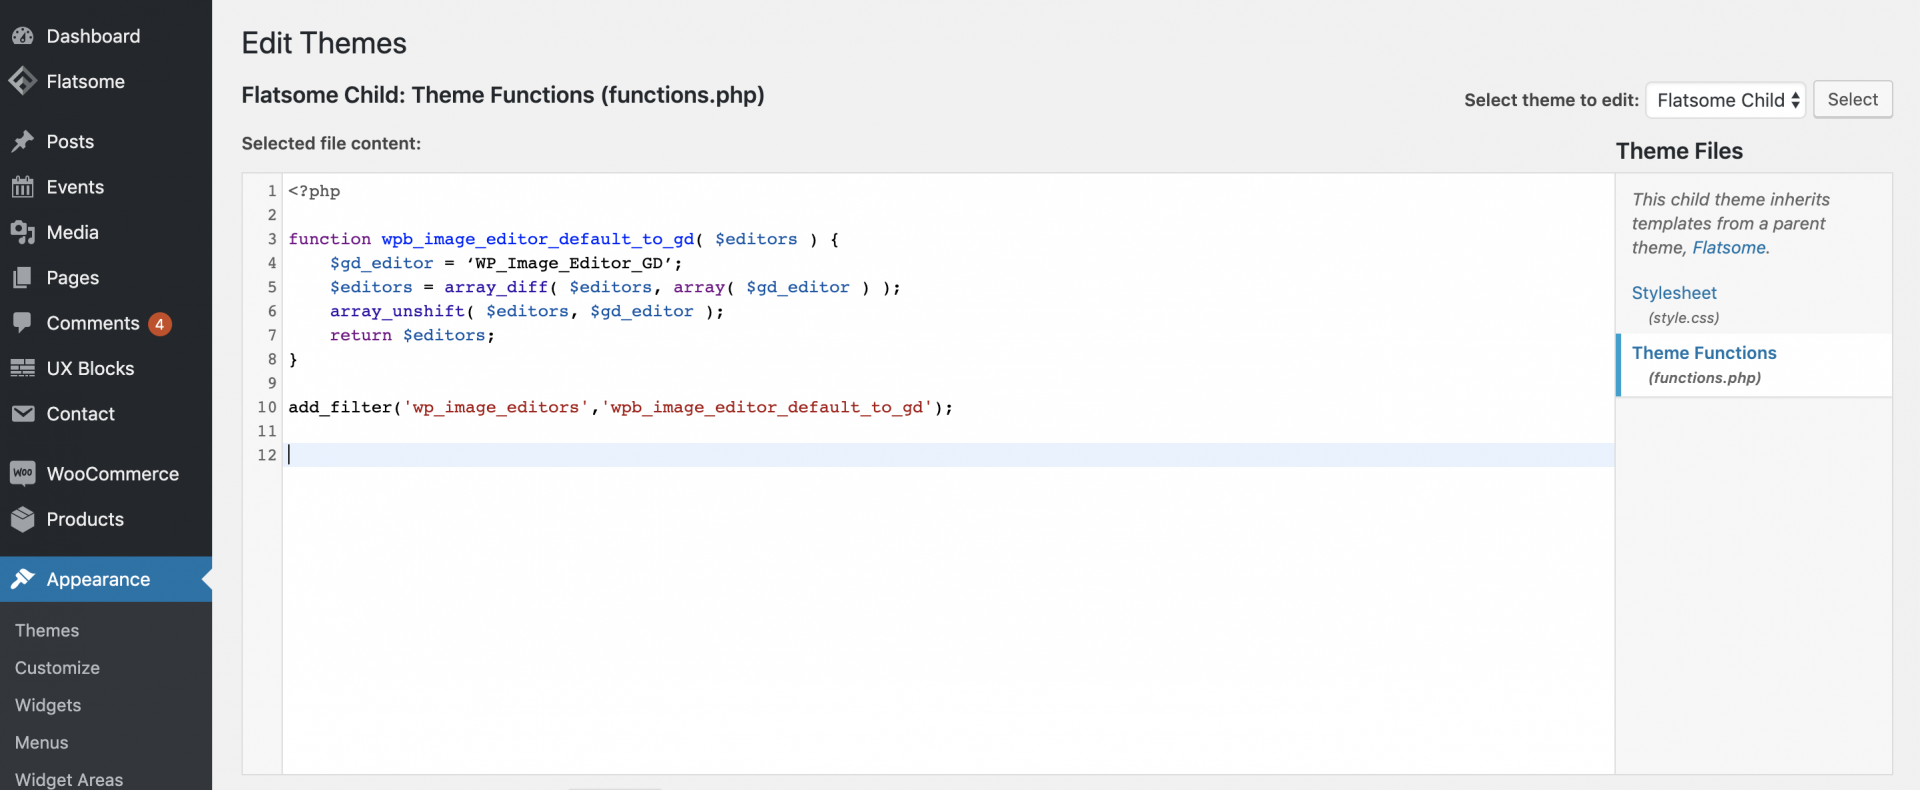 Dashboard
Flatsome
Posts
Events
Media
Pages
Comments 4
UX Blocks
Contact
woo WooCommerce
Products
Appearance
Themes
Customize
Widgets
Menus
Widget Areas
Edit Themes
Flatsome Child: Theme Functions (functions.php)
Select theme to edit: Flatsome Child Select
Selected file content:
1 <?php
2
3 function wpb_image_editor_default_to_gd( $editors ) {
4     $gd_editor = ‘WP_Image_Editor_GD’;
5     $editors = array_diff( $editors, array( $gd_editor ) );
6     array_unshift( $editors, $gd_editor );
7     return $editors;
8 }
9
10 add_filter('wp_image_editors','wpb_image_editor_default_to_gd');
11
12
Theme Files
This child theme inherits
templates from a parent
theme, Flatsome.
Stylesheet
(style.css)
Theme Functions
(functions.php)